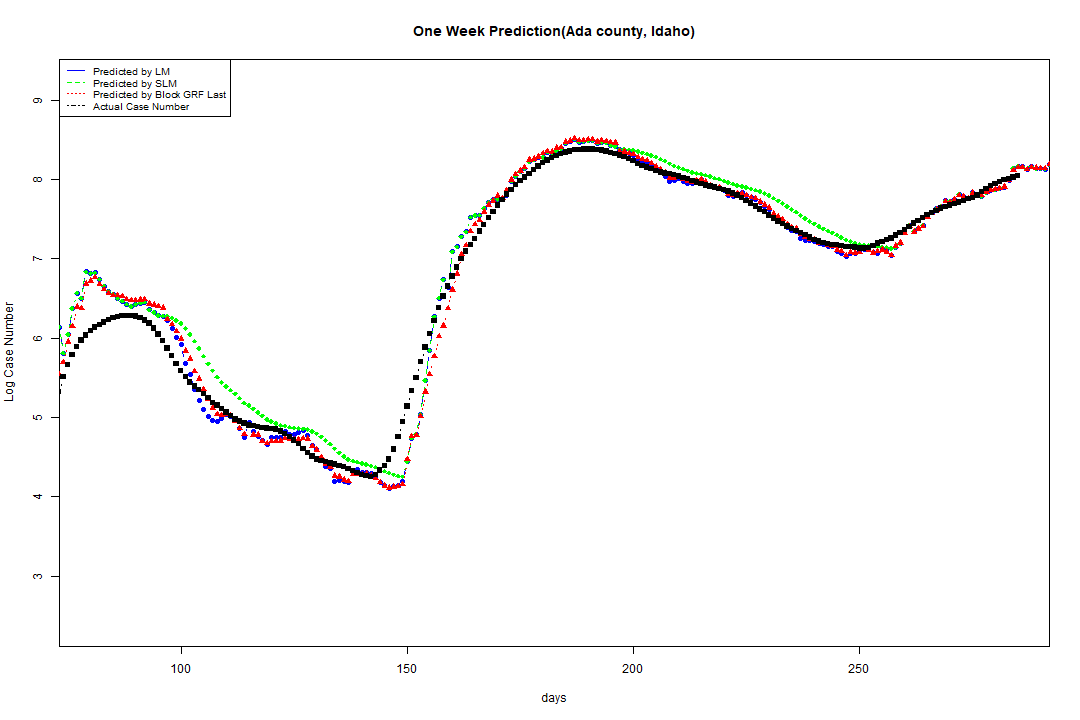 One Week Prediction(Ada county, Idaho)
Predicted by LM
Predicted by SLM
Predicted by Block GRF Last
Actual Case Number
9
8
7
6
5
4
3
Log Case Number
100 150 200 250
days